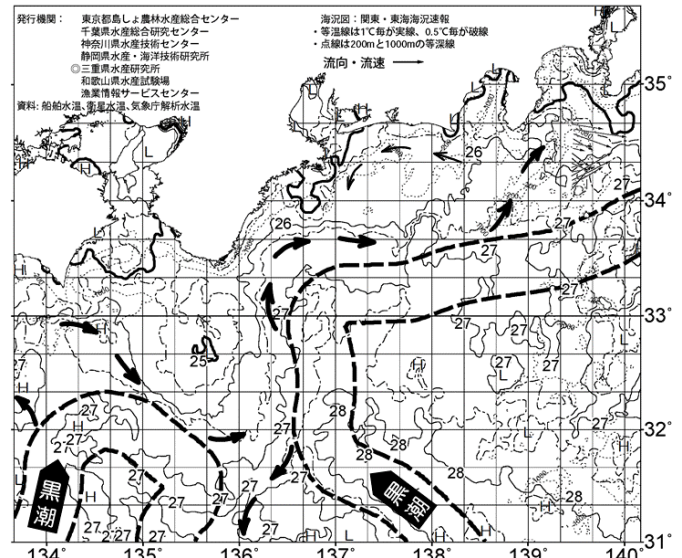 発行機関： 東京都島しょ農林水産総合センター
千葉県水産総合研究センター
神奈川県水産技術センター
静岡県水産・海洋技術研究所
◎三重県水産研究所
和歌山県水産試験場
漁業情報サービスセンター
資料: 船舶水温、衛星水温、気象庁解析水温
海況図：関東・東海海況速報
・等温線は1℃毎が実線、0.5℃毎が破線
・点線は200mと1000mの等深線
流向・流速
35°
34°
33°
32°
31°
134°
135°
136°
137°
138°
139°
140°
26
27
26
27
27
27
27
25
27
27
27
27
28
27
27
28
28
28
28
27
27
27
27
27
27
27
27
31
H
L
黒潮
黒潮